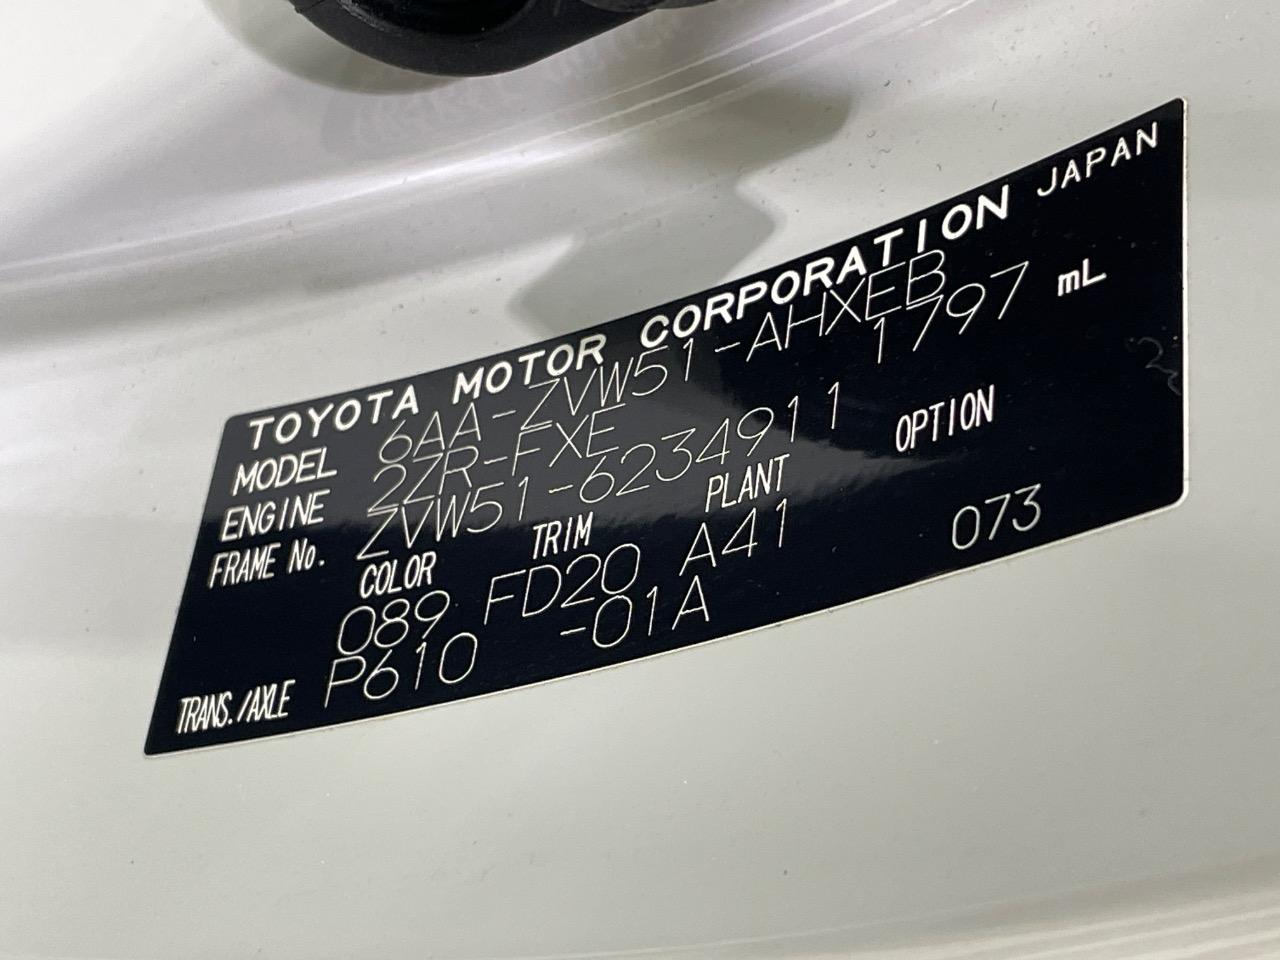 TOYOTA MOTOR CORPORATION JAPAN
MODEL 6AA-ZVW51-AHXEB
ENGINE 2ZR-FXE 1797 mL
FRAME No. ZVW51-6234911
COLOR TRIM PLANT OPTION
089 FD20 A41 073
TRANS./AXLE P610 -01A